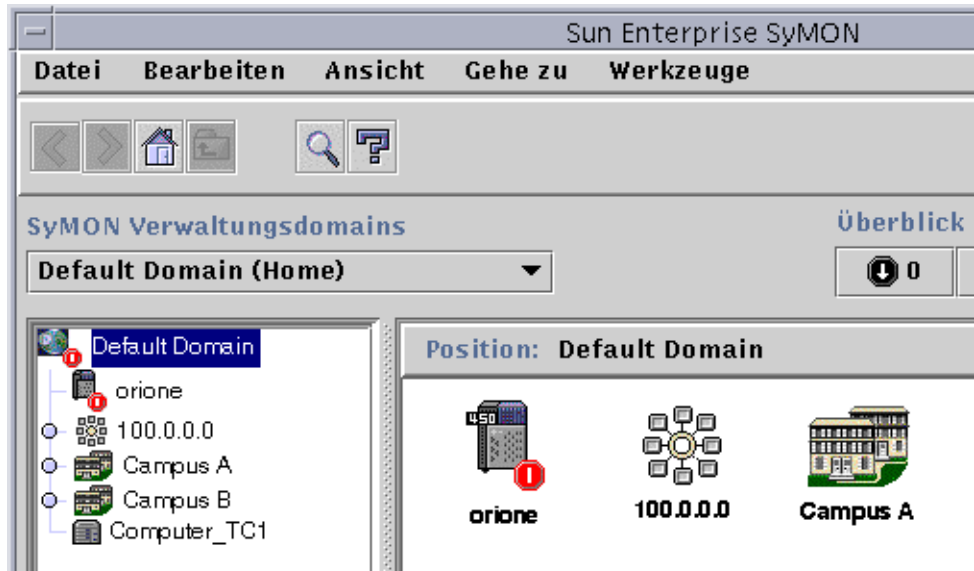 Sun Enterprise SyMON
Datei Bearbeiten Ansicht Gehe zu Werkzeuge
SyMON Verwaltungsdomains
Überblick
Default Domain (Home)
0
Default Domain
orione
100.0.0.0
Campus A
Campus B
Computer_TC1
Position: Default Domain
450
orione
100.0.0.0
Campus A